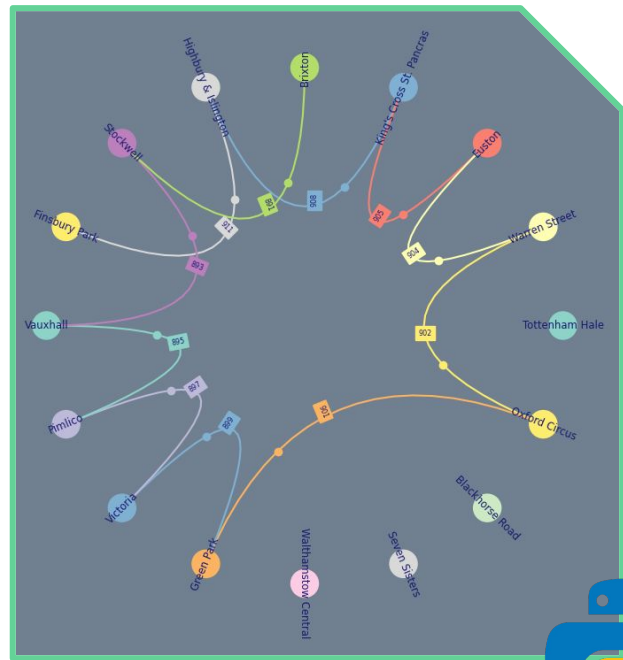 Highbury & Islington
Brixton
King's Cross St. Pancras
Stockwell
Euston
Finsbury Park
Warren Street
Vauxhall
Tottenham Hale
Pimlico
Oxford Circus
Victoria
Blackhorse Road
Green Park
Walthamstow Central
Seven Sisters
891
908
905
911
904
893
902
895
897
899
901